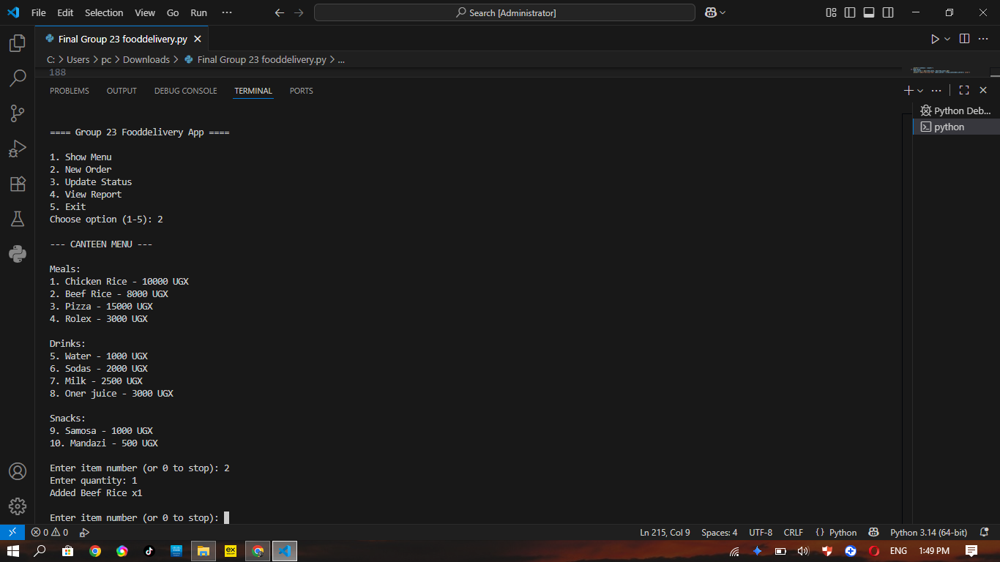 File Edit Selection View Go Run ···
Search [Administrator]
Final Group 23 fooddelivery.py
C: > Users > pc > Downloads > Final Group 23 fooddelivery.py > ...
188
PROBLEMS OUTPUT DEBUG CONSOLE TERMINAL PORTS
Python Deb...
python
==== Group 23 Fooddelivery App ====
1. Show Menu
2. New Order
3. Update Status
4. View Report
5. Exit
Choose option (1-5): 2
--- CANTEEN MENU ---
Meals:
1. Chicken Rice - 10000 UGX
2. Beef Rice - 8000 UGX
3. Pizza - 15000 UGX
4. Rolex - 3000 UGX
Drinks:
5. Water - 1000 UGX
6. Sodas - 2000 UGX
7. Milk - 2500 UGX
8. Oner juice - 3000 UGX
Snacks:
9. Samosa - 1000 UGX
10. Mandazi - 500 UGX
Enter item number (or 0 to stop): 2
Enter quantity: 1
Added Beef Rice x1
Enter item number (or 0 to stop):
0 0 Ln 215, Col 9 Spaces: 4 UTF-8 CRLF {} Python Python 3.14 (64-bit)
ex ENG 1:49 PM